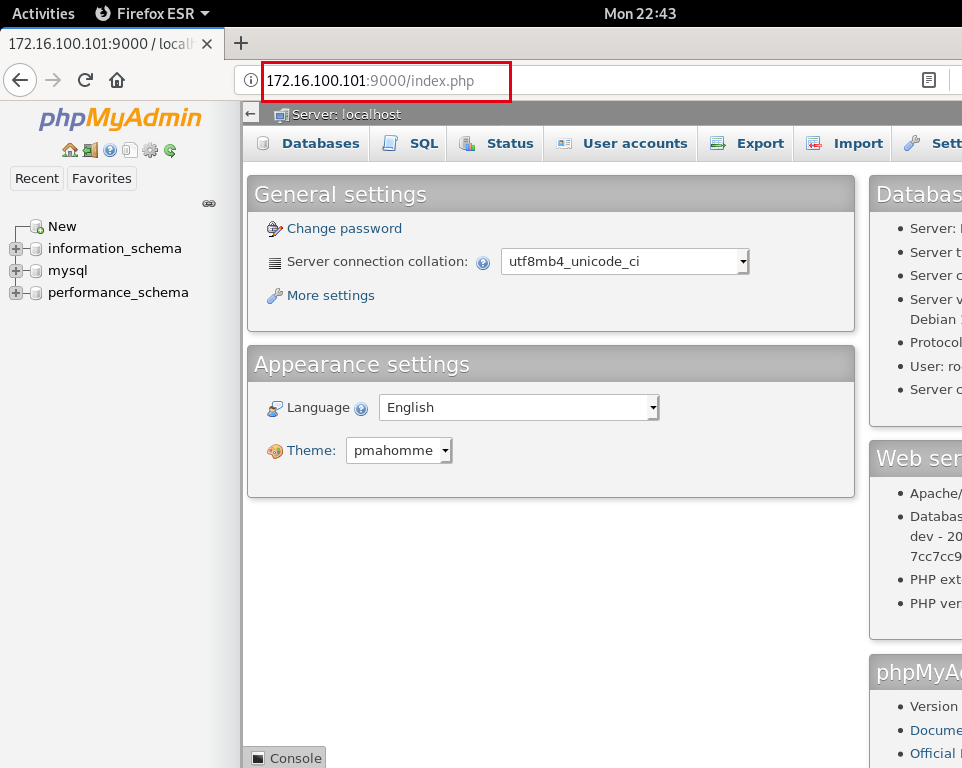 Activities Firefox ESR Mon 22:43
172.16.100.101:9000 / local
172.16.100.101:9000/index.php
phpMyAdmin
Recent Favorites
New
information_schema
mysql
performance_schema
Server: localhost
Databases SQL Status User accounts Export Import Sett
General settings
Change password
Server connection collation: utf8mb4_unicode_ci
More settings
Appearance settings
Language English
Theme: pmahomme
Databas
Server:
Server t
Server c
Server v
Debian
Protocol
User: ro
Server c
Web ser
Apache/
Databas
dev - 20
7cc7cc9
PHP ext
PHP ver
phpMyAd
Version
Docume
Official
Console